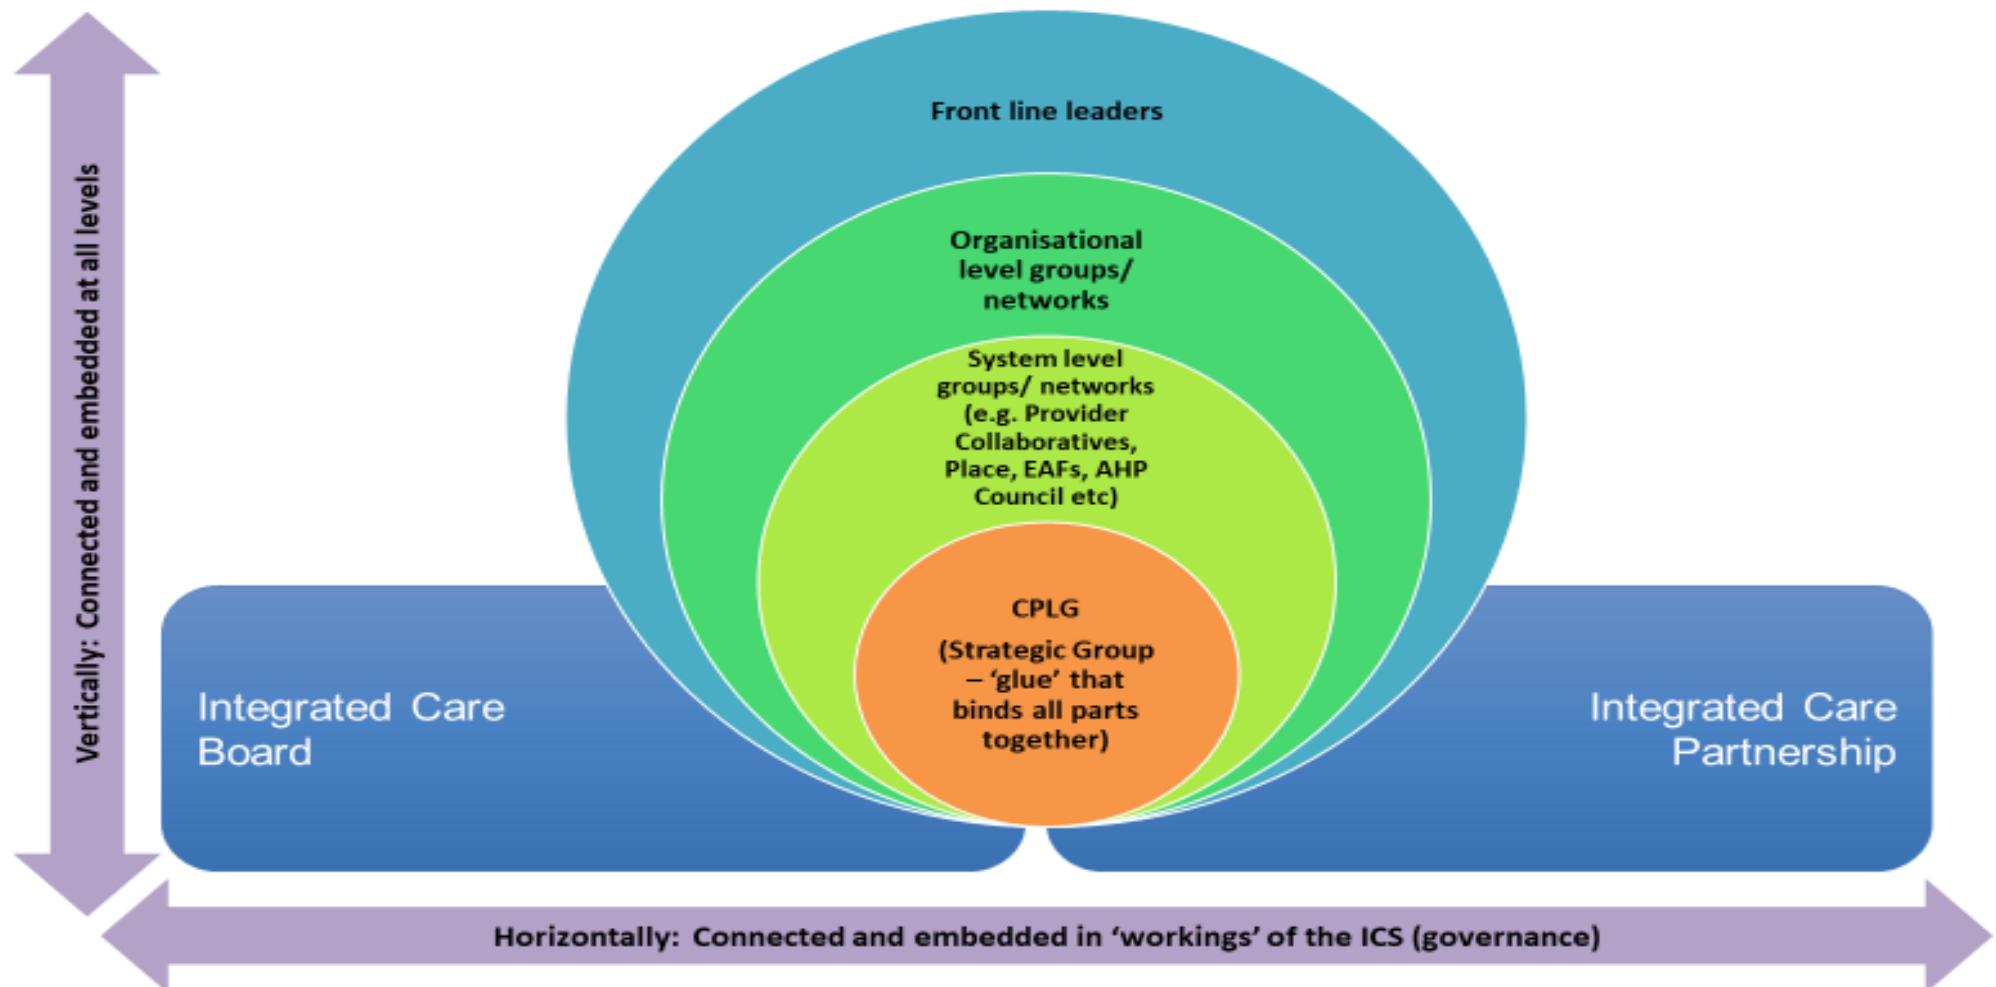 Vertically: Connected and embedded at all levels
Front line leaders
Organisational
level groups/
networks
System level
groups/ networks
(e.g. Provider
Collaboratives,
Place, EAFs, AHP
Council etc)
CPLG
(Strategic Group
– ‘glue’ that
binds all parts
together)
Integrated Care
Board
Integrated Care
Partnership
Horizontally: Connected and embedded in ‘workings’ of the ICS (governance)